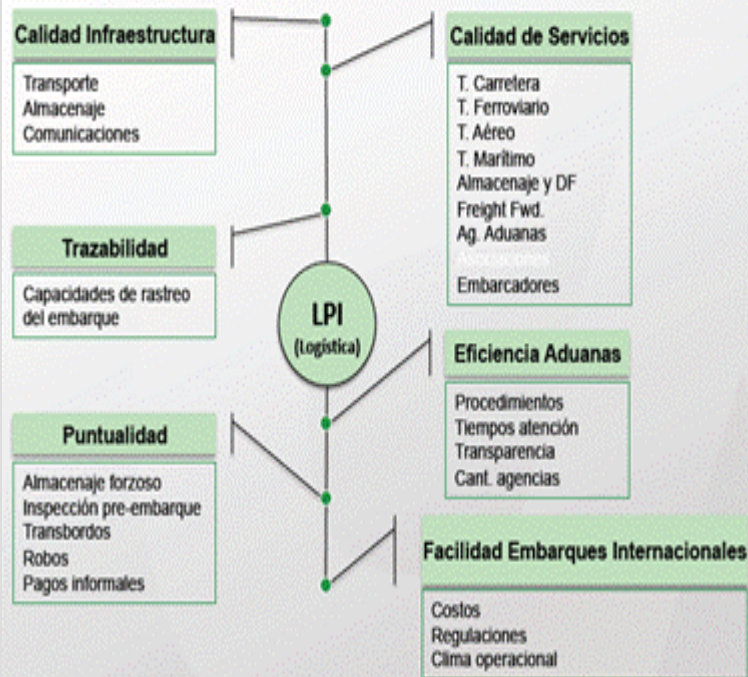 Calidad Infraestructura
Transporte
Almacenaje
Comunicaciones
Calidad de Servicios
T. Carretera
T. Ferroviario
T. Aéreo
T. Marítimo
Almacenaje y DF
Freight Fwd.
Ag. Aduanas
Asociaciones
Embarcadores
Trazabilidad
Capacidades de rastreo
del embarque
LPI
(Logística)
Eficiencia Aduanas
Procedimientos
Tiempos atención
Transparencia
Cant. agencias
Puntualidad
Almacenaje forzoso
Inspección pre-embarque
Transbordos
Robos
Pagos informales
Facilidad Embarques Internacionales
Costos
Regulaciones
Clima operacional